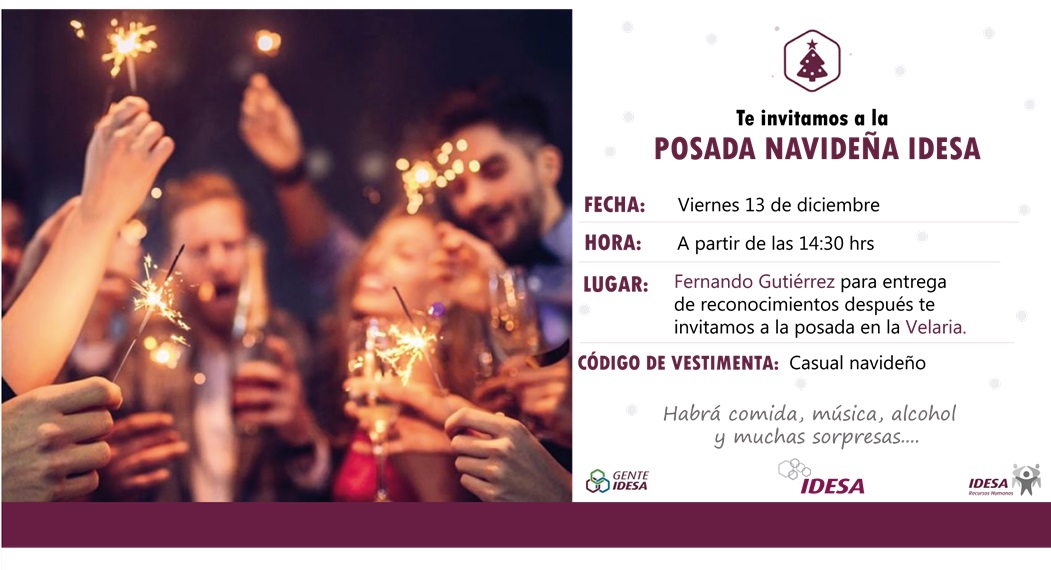 Te invitamos a la
POSADA NAVIDEÑA IDESA
FECHA: Viernes 13 de diciembre
HORA: A partir de las 14:30 hrs
LUGAR: Fernando Gutiérrez para entrega
de reconocimientos después te
invitamos a la posada en la Velaria.
CÓDIGO DE VESTIMENTA: Casual navideño
Habrá comida, música, alcohol
y muchas sorpresas....
GENTE
IDESA
IDESA
IDESA
Recursos Humanos